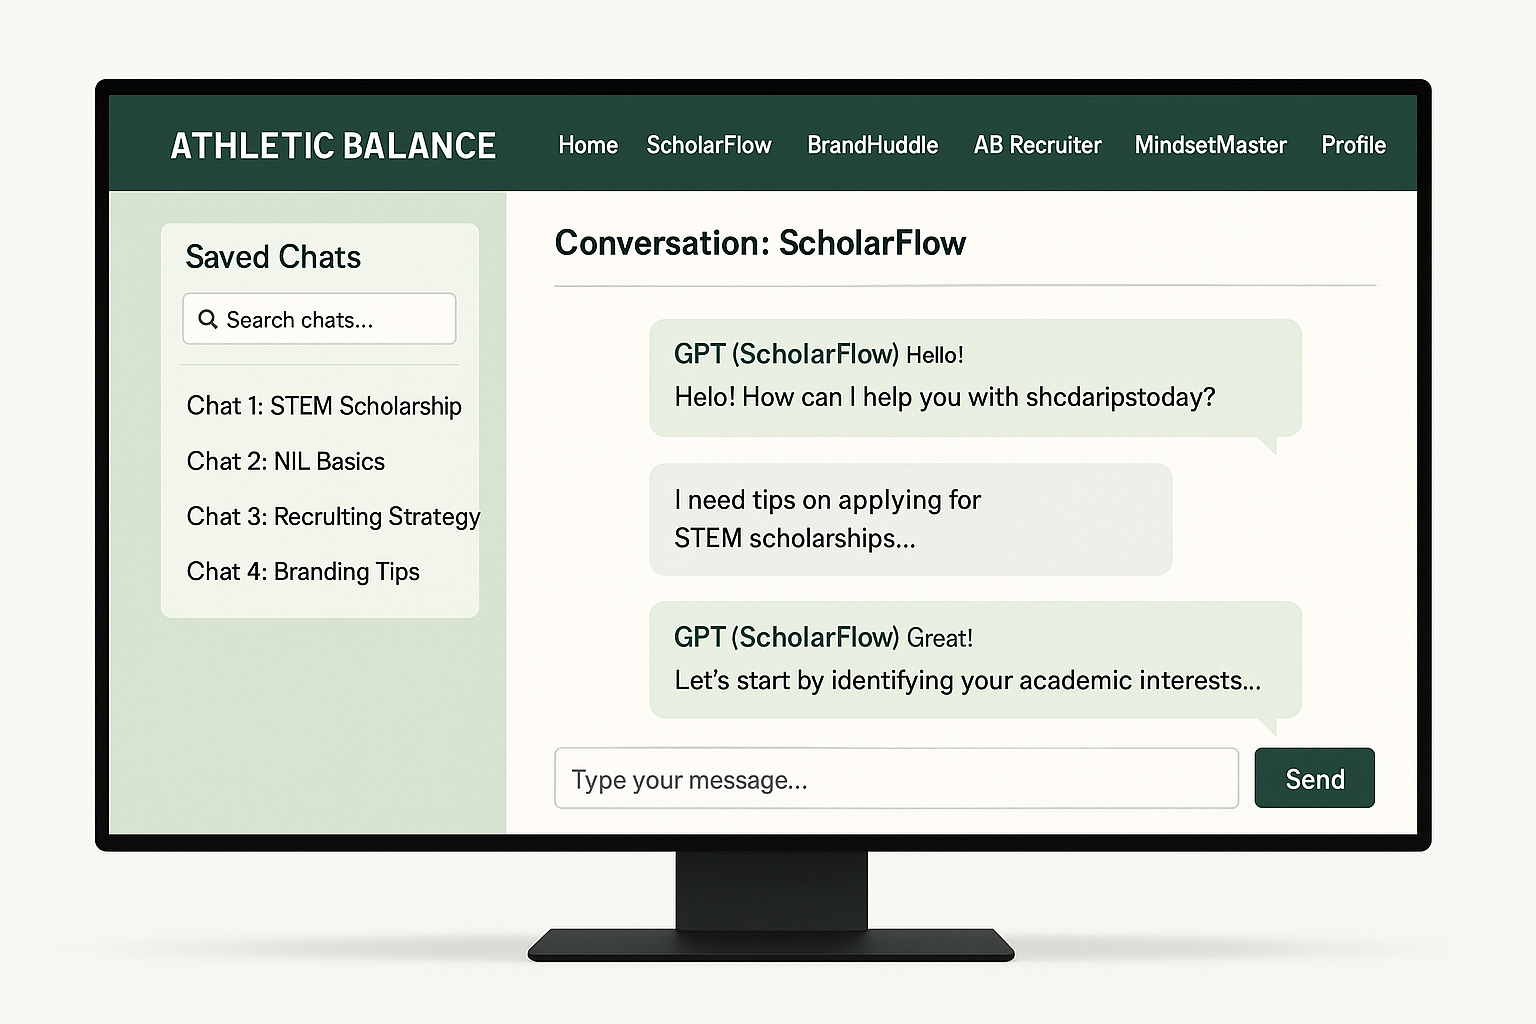 ATHLETIC BALANCE
Home ScholarFlow BrandHuddle AB Recruiter MindsetMaster Profile
Saved Chats
Search chats...
Chat 1: STEM Scholarship
Chat 2: NIL Basics
Chat 3: Recrulting Strategy
Chat 4: Branding Tips
Conversation: ScholarFlow
GPT (ScholarFlow) Hello!
Helo! How can I help you with shcdaripstoday?
I need tips on applying for
STEM scholarships...
GPT (ScholarFlow) Great!
Let's start by identifying your academic interests...
Type your message...
Send